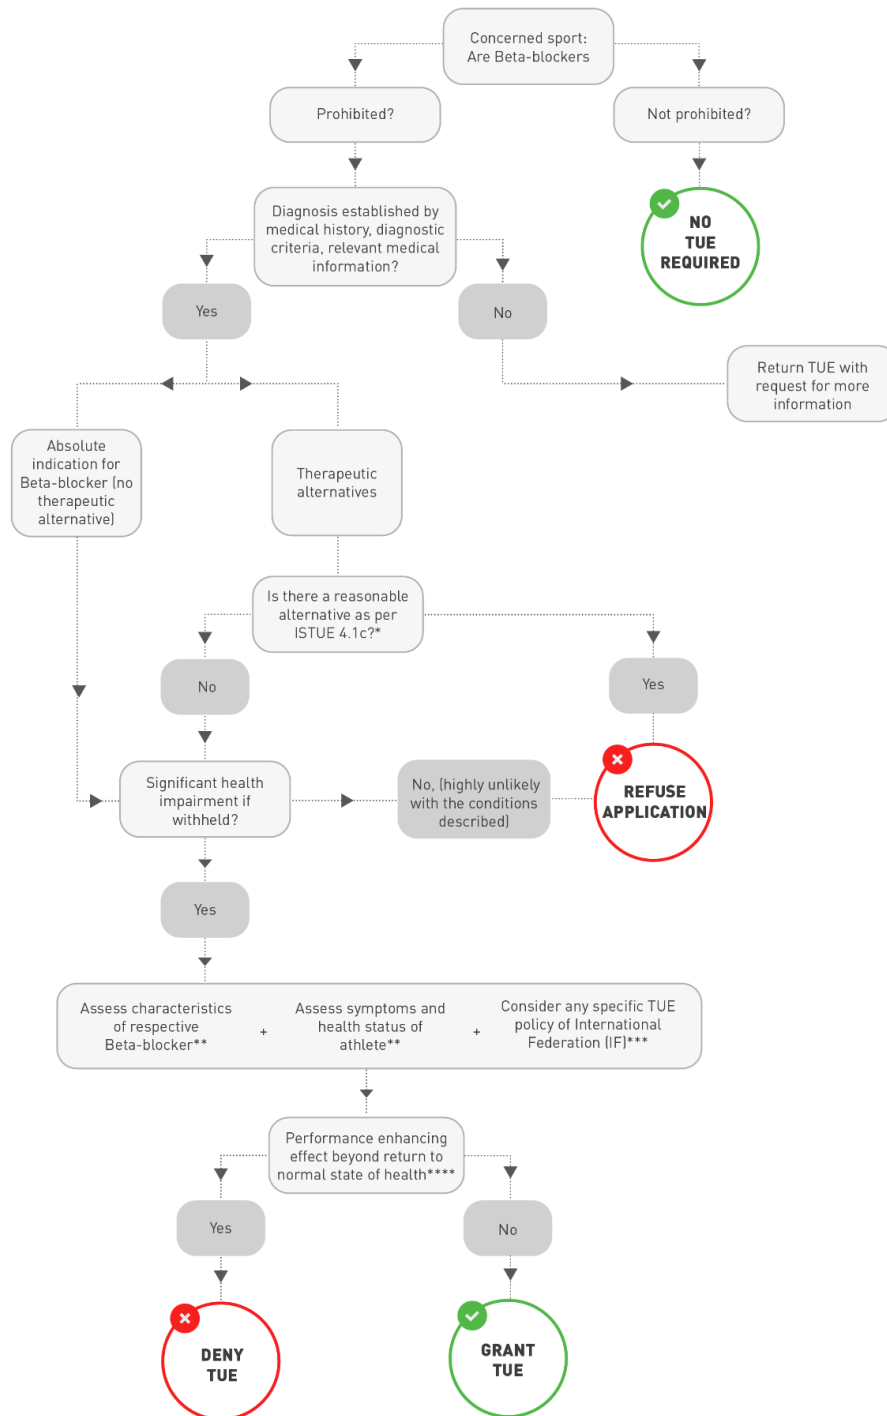 Concerned sport:
Are Beta-blockers
Prohibited?
Not prohibited?
Diagnosis established by
medical history, diagnostic
criteria, relevant medical
information?
NO
TUE
REQUIRED
Yes
No
Return TUE with
request for more
information
Absolute
indication for
Beta-blocker (no
therapeutic
alternative)
Therapeutic
alternatives
Is there a reasonable
alternative as per
ISTUE 4.1c?*
No
Yes
Significant health
impairment if
withheld?
No, (highly unlikely
with the conditions
described)
REFUSE
APPLICATION
Yes
Assess characteristics
of respective
Beta-blocker**
+
Assess symptoms and
health status of
athlete**
+
Consider any specific TUE
policy of International
Federation (IF)***
Performance enhancing
effect beyond return to
normal state of health****
Yes
No
DENY
TUE
GRANT
TUE